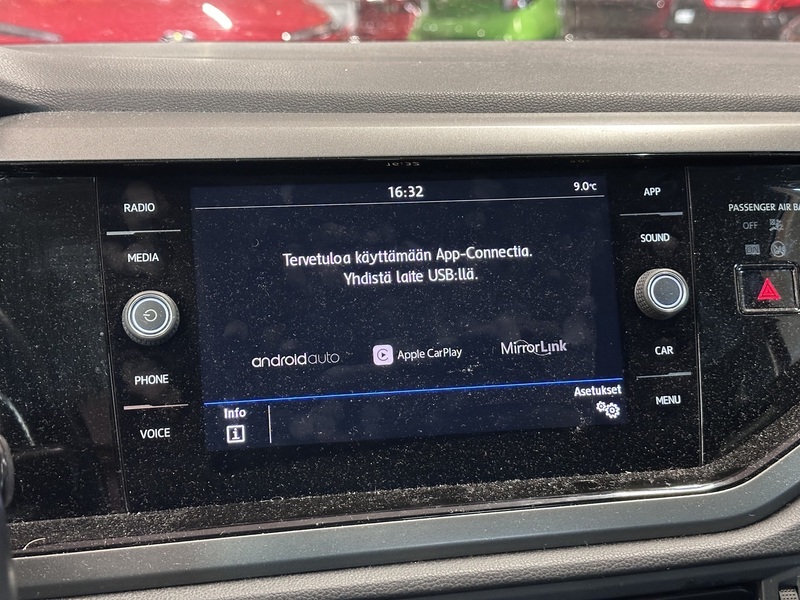 16:32
9.0°C
RADIO
MEDIA
PHONE
VOICE
Tervetuloa käyttämään App-Connectia.
Yhdistä laite USB:llä.
androidauto
Apple CarPlay
MirrorLink
Info
i
Asetukset
APP
SOUND
CAR
MENU
PASSENGER AIR
OFF